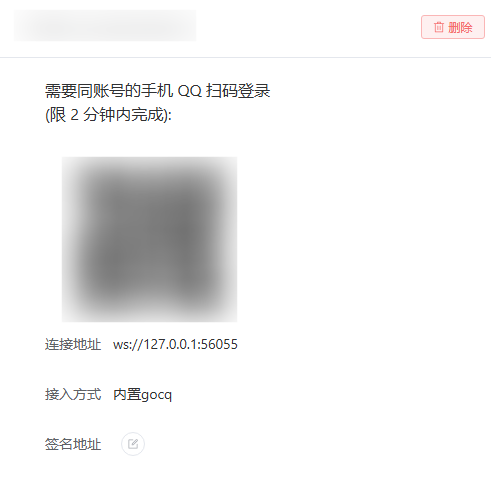 删除
需要同账号的手机 QQ 扫码登录
(限 2 分钟内完成):
连接地址 ws://127.0.0.1:56055
接入方式 内置gocq
签名地址